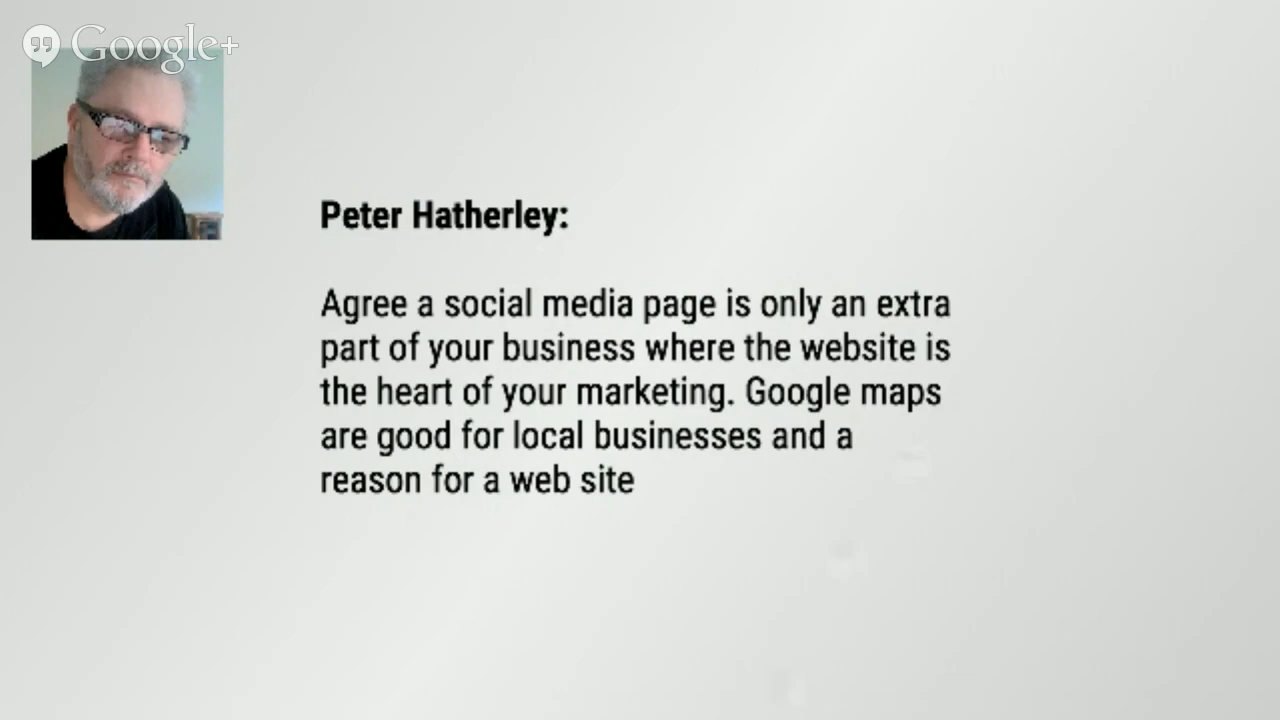 Google+
Peter Hatherley:
Agree a social media page is only an extra
part of your business where the website is
the heart of your marketing. Google maps
are good for local businesses and a
reason for a web site